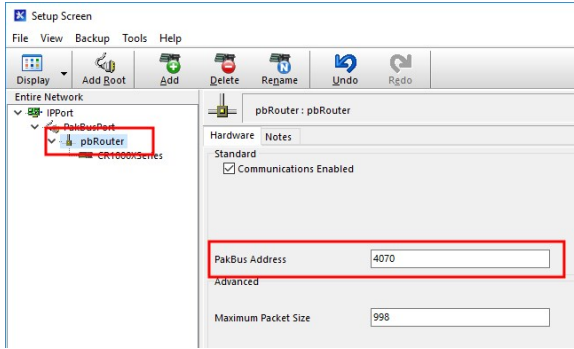 Setup Screen
File View Backup Tools Help
Display Add Root Add Delete Rename Undo Redo
Entire Network
IPPort
PakBusPort
pbRouter
CR1000XSeries
pbRouter : pbRouter
Hardware Notes
Standard
Communications Enabled
PakBus Address 4070
Advanced
Maximum Packet Size 998